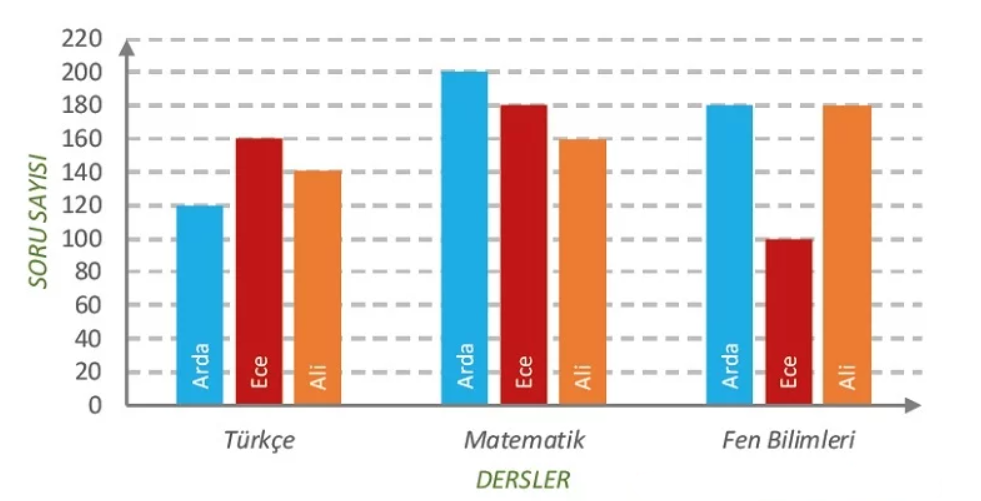 220
200
180
160
140
120
100
80
60
40
20
0
SORU SAYISI
Arda
Ece
Ali
Arda
Ece
Ali
Arda
Ece
Ali
Türkçe
Matematik
Fen Bilimleri
DERSLER